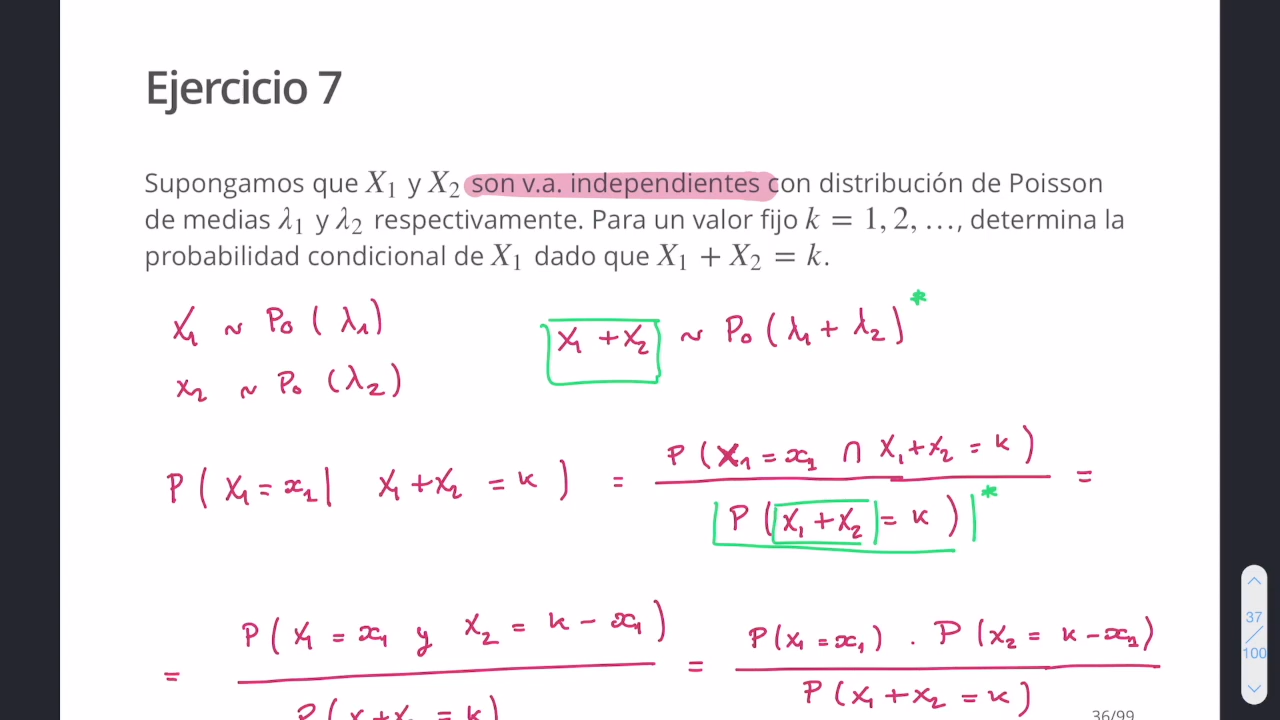 Ejercicio 7
Supongamos que X₁ y X₂ son v.a. independientes con distribución de Poisson
de medias λ₁ y λ₂ respectivamente. Para un valor fijo k = 1, 2, …, determina la
probabilidad condicional de X₁ dado que X₁ + X₂ = k.
X₁ ~ Po (λ₁)
X₁ + X₂ ~ Po (λ₁ + λ₂) *
X₂ ~ Po (λ₂)
P ( X₁ = x₁ | X₁ + X₂ = k ) = P ( X₁ = x₁ ∩ X₁ + X₂ = k ) =
P ( X₁ + X₂ = k ) *
= P ( X₁ = x₁ y X₂ = k - x₁ ) = P ( X₁ = x₁ ) . P ( X₂ = k - x₁ )
P ( X₁ + X₂ = k ) P ( X₁ + X₂ = k )
36/99
37
100